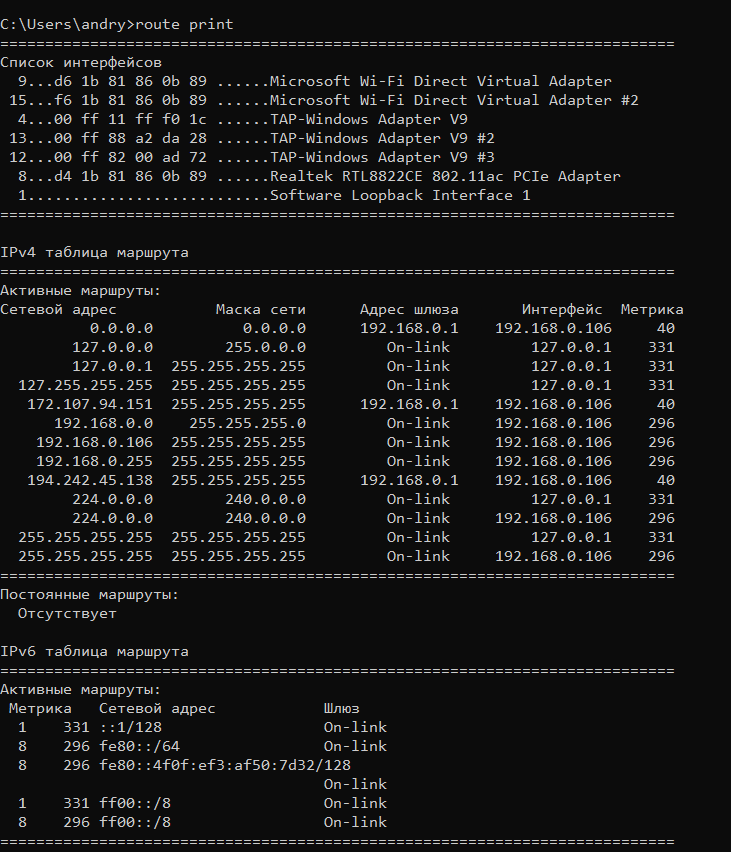 C:\Users\andry>route print
===========================================================================
Список интерфейсов
  9...d6 1b 81 86 0b 89 ......Microsoft Wi-Fi Direct Virtual Adapter
 15...f6 1b 81 86 0b 89 ......Microsoft Wi-Fi Direct Virtual Adapter #2
  4...00 ff 11 ff f0 1c ......TAP-Windows Adapter V9
 13...00 ff 88 a2 da 28 ......TAP-Windows Adapter V9 #2
 12...00 ff 82 00 ad 72 ......TAP-Windows Adapter V9 #3
  8...d4 1b 81 86 0b 89 ......Realtek RTL8822CE 802.11ac PCIe Adapter
  1...........................Software Loopback Interface 1
===========================================================================
IPv4 таблица маршрута
===========================================================================
Активные маршруты:
Сетевой адрес           Маска сети      Адрес шлюза       Интерфейс  Метрика
          0.0.0.0          0.0.0.0      192.168.0.1    192.168.0.106     40
        127.0.0.0        255.0.0.0         On-link         127.0.0.1    331
        127.0.0.1  255.255.255.255         On-link         127.0.0.1    331
  127.255.255.255  255.255.255.255         On-link         127.0.0.1    331
   172.107.94.151  255.255.255.255      192.168.0.1    192.168.0.106     40
      192.168.0.0    255.255.255.0         On-link     192.168.0.106    296
    192.168.0.106  255.255.255.255         On-link     192.168.0.106    296
    192.168.0.255  255.255.255.255         On-link     192.168.0.106    296
   194.242.45.138  255.255.255.255      192.168.0.1    192.168.0.106     40
        224.0.0.0        240.0.0.0         On-link         127.0.0.1    331
        224.0.0.0        240.0.0.0         On-link     192.168.0.106    296
  255.255.255.255  255.255.255.255         On-link         127.0.0.1    331
  255.255.255.255  255.255.255.255         On-link     192.168.0.106    296
===========================================================================
Постоянные маршруты:
  Отсутствует
IPv6 таблица маршрута
===========================================================================
Активные маршруты:
 Метрика   Сетевой адрес            Шлюз
  1    331 ::1/128                  On-link
  8    296 fe80::/64                On-link
  8    296 fe80::4f0f:ef3:af50:7d32/128
                                    On-link
  1    331 ff00::/8                 On-link
  8    296 ff00::/8                 On-link
===========================================================================